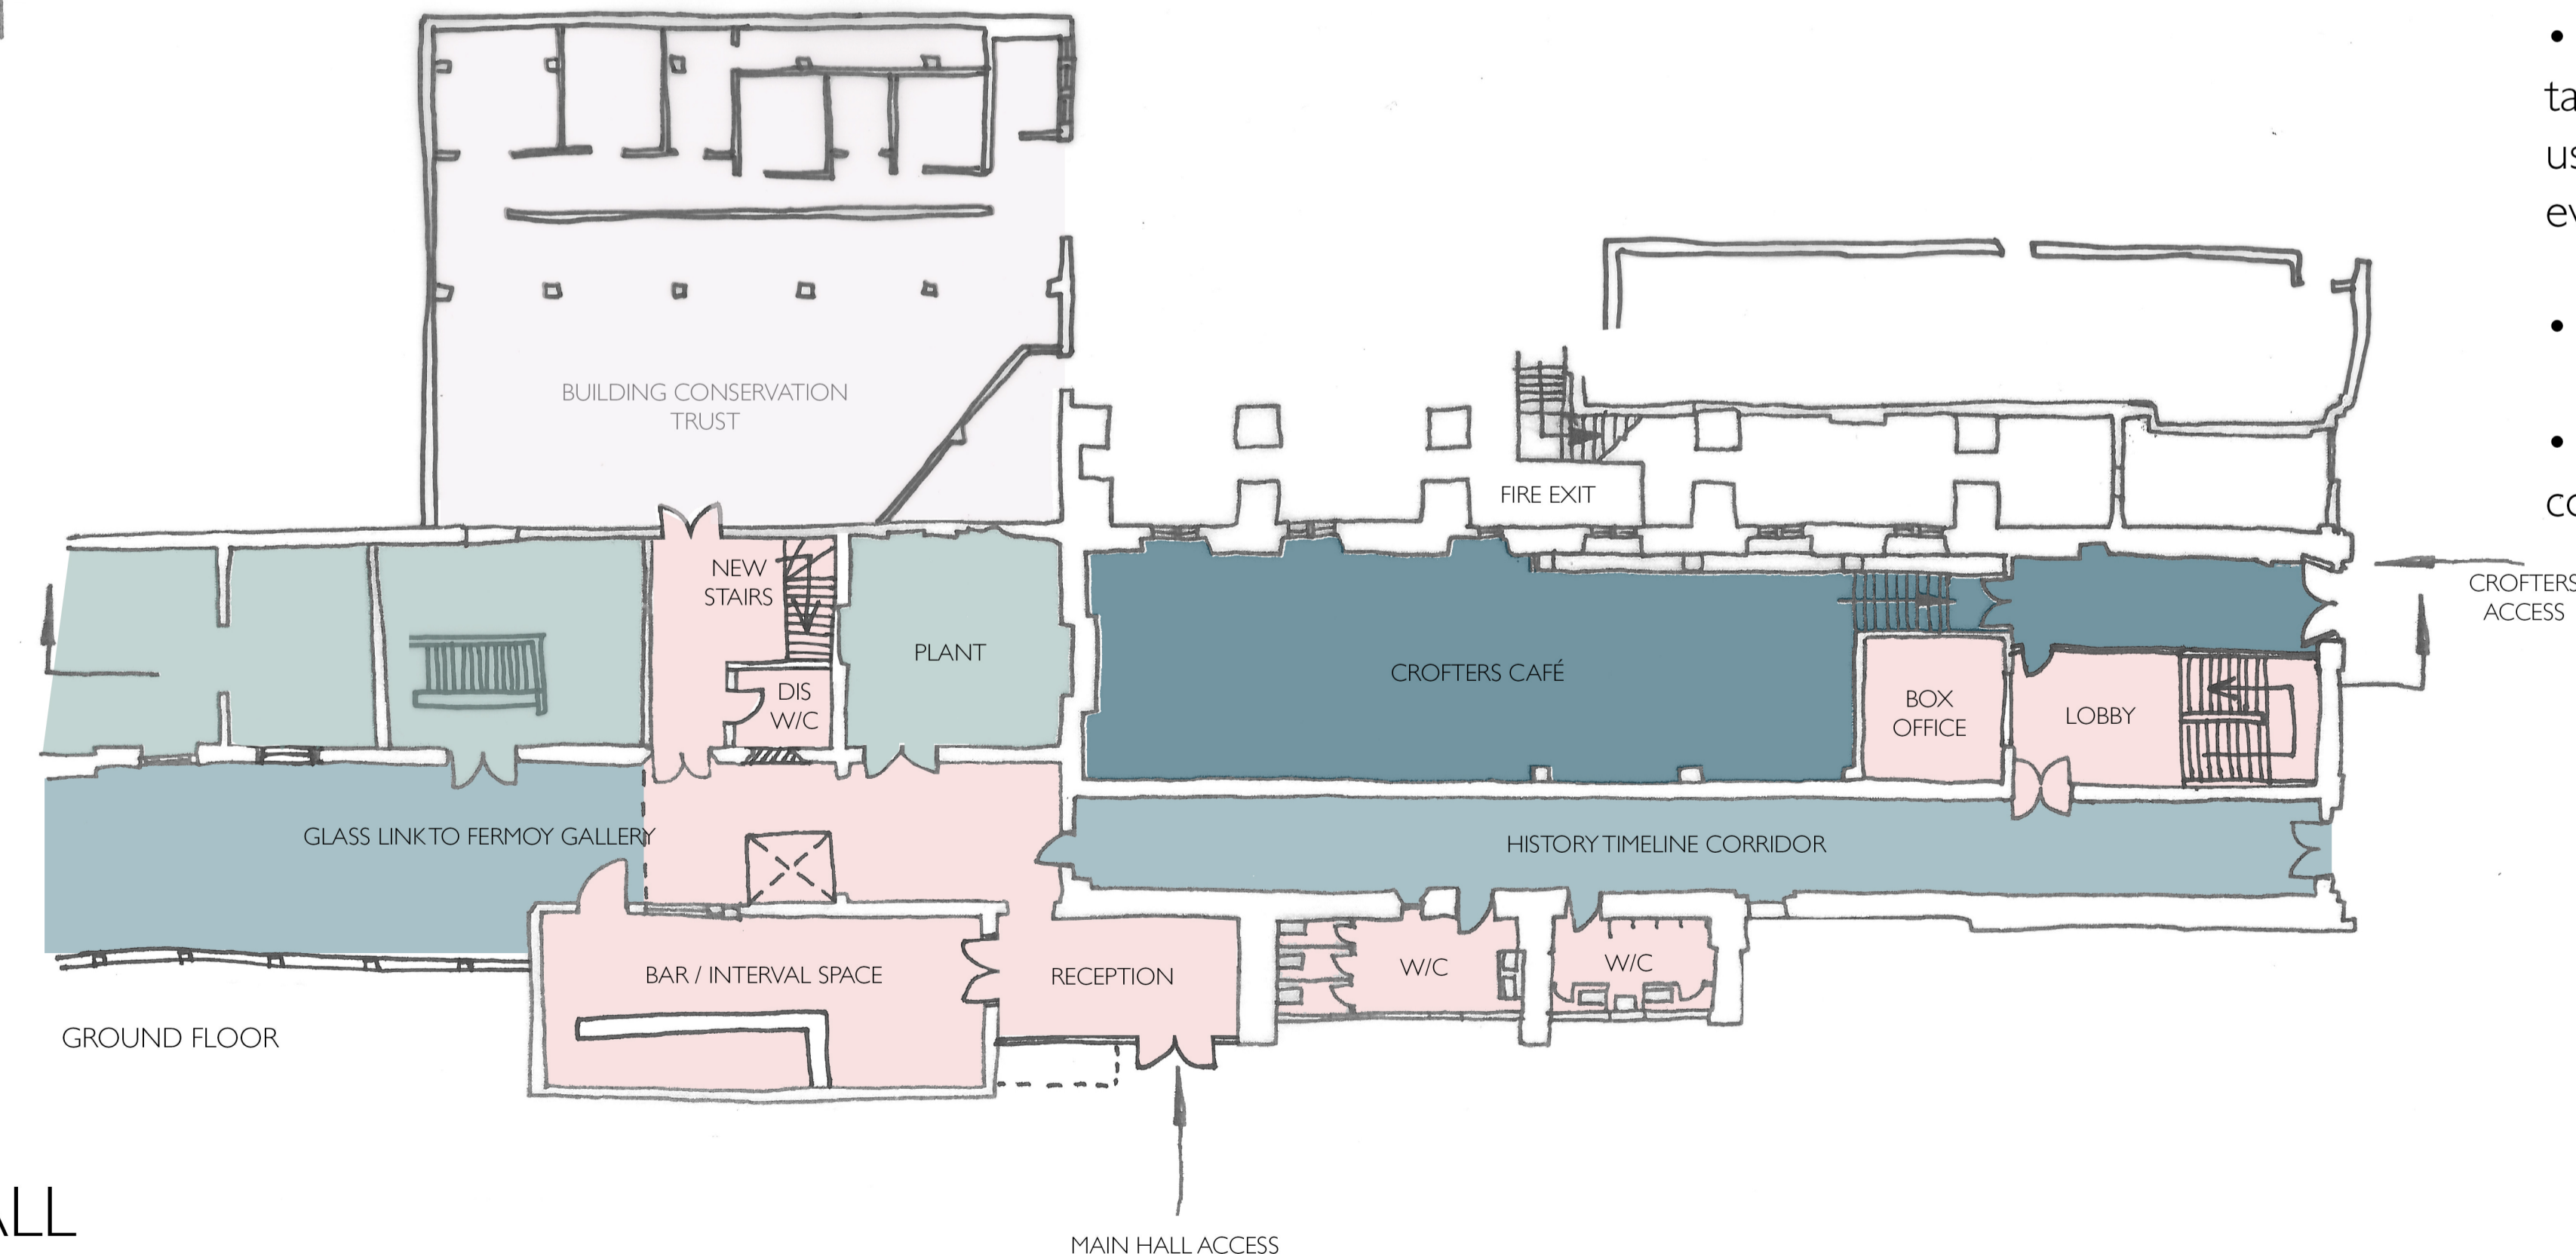 BUILDING CONSERVATION
TRUST
FIRE EXIT
NEW
STAIRS
DIS
W/C
PLANT
CROFTERS CAFÉ
BOX
OFFICE
LOBBY
CROFTERS
ACCESS
GLASS LINK TO FERMOY GALLERY
HISTORY TIMELINE CORRIDOR
BAR / INTERVAL SPACE
RECEPTION
W/C
W/C
GROUND FLOOR
MAIN HALL ACCESS